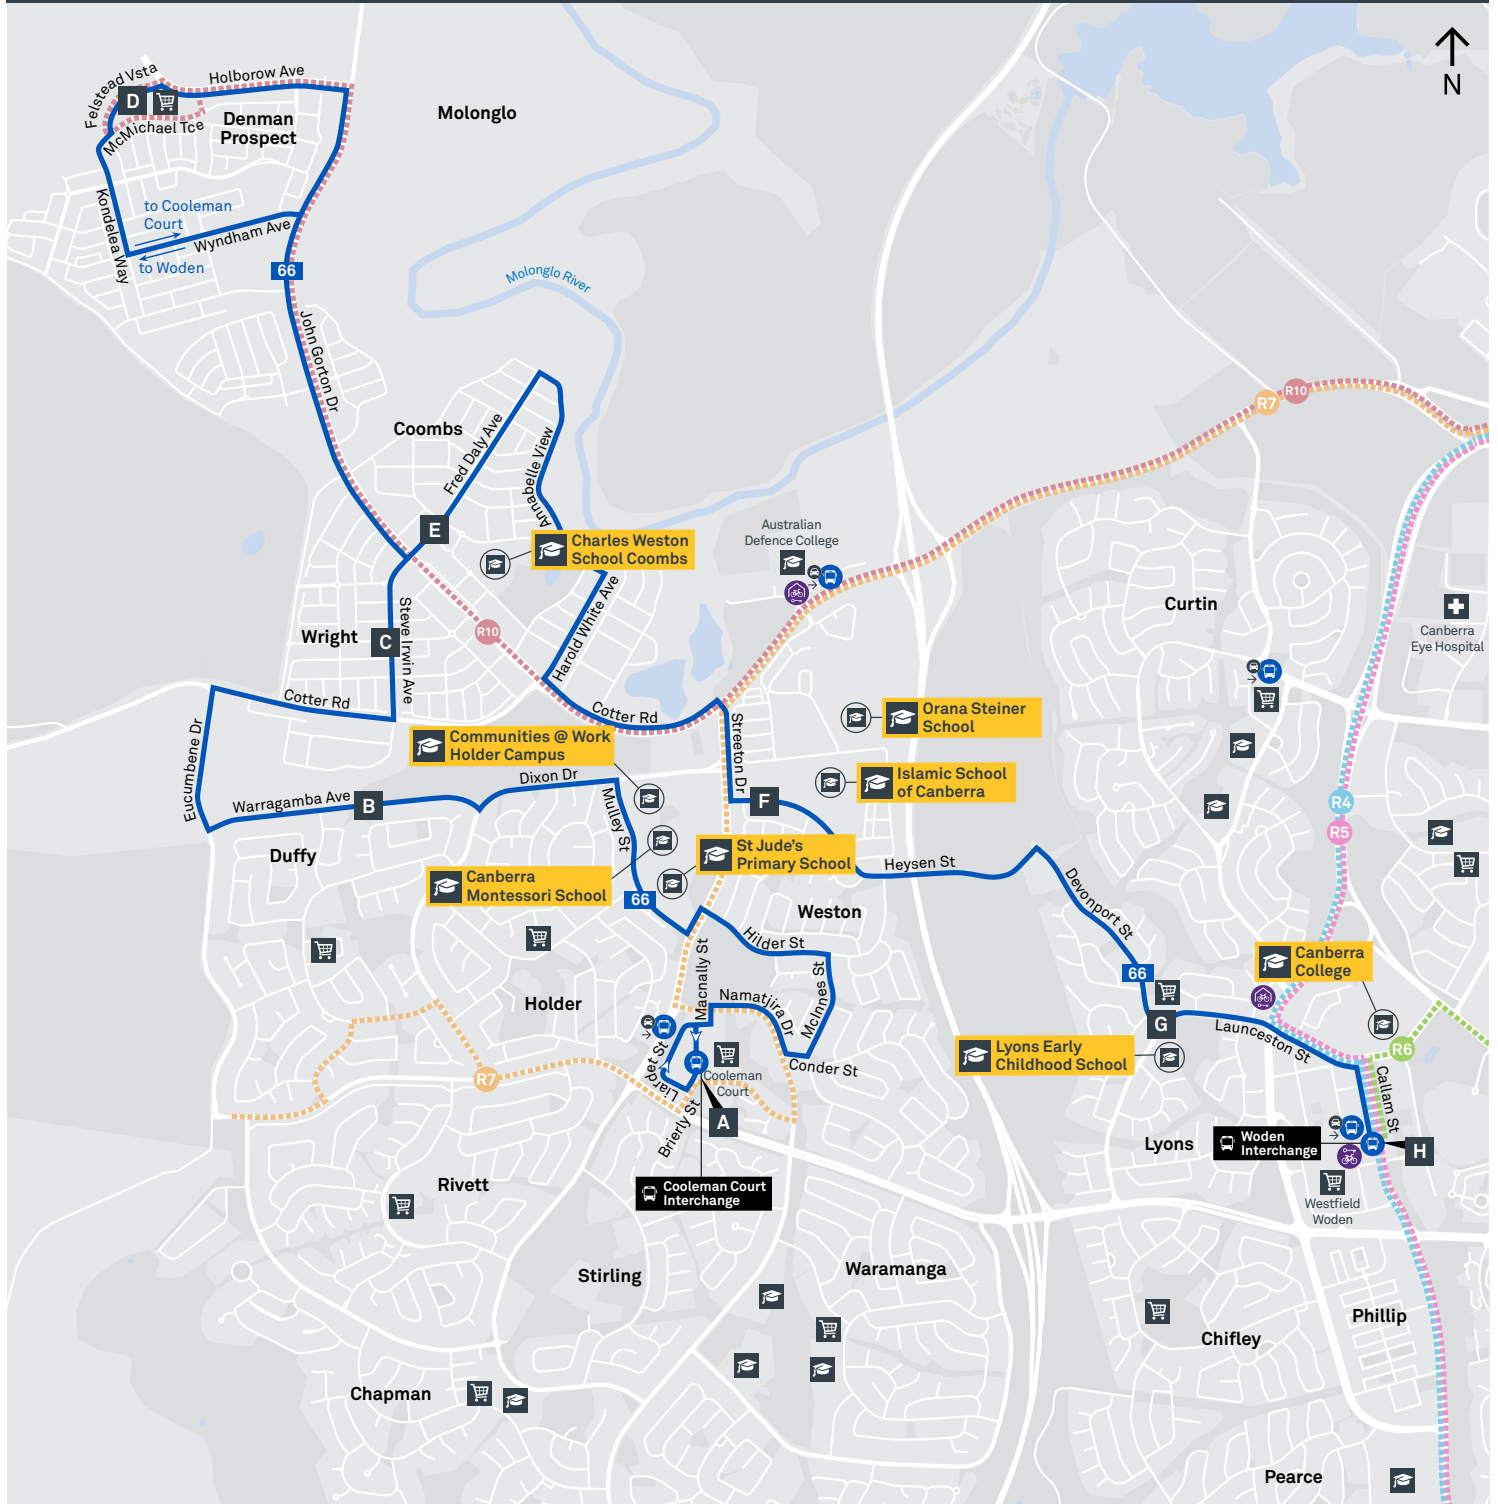 N
Felstead Vsta
Holborow Ave
D
McMichael Tce
Denman
Prospect
Molonglo
Kondelea Way
to Cooleman
Court
Wyndham Ave
to Woden
66
Molonglo River
John Gorton Dr
R7
R10
Coombs
Fred Daly Ave
Annabelle View
E
Charles Weston
School Coombs
Australian
Defence College
Curtin
Canberra
Eye Hospital
Wright
C
Steve Irwin Ave
R10
Harold White Ave
Cotter Rd
Cotter Rd
Orana Steiner
School
Eucumbene Dr
Communities @ Work
Holder Campus
Streeton Dr
Islamic School
of Canberra
Dixon Dr
Warragamba Ave
B
Mulley St
F
R4
R5
Duffy
St Jude's
Primary School
Heysen St
Canberra
Montessori School
66
Devonport St
Weston
Hilder St
Macnally St
McInnes St
Namatjira Dr
Canberra
College
66
Holder
G
Launceston St
Liardet St
Cooleman
Court
Conder St
Lyons Early
Childhood School
R6
R7
Callam St
A
Brierly St
Lyons
Woden
Interchange
H
Rivett
Cooleman Court
Interchange
Westfield
Woden
Stirling
Waramanga
Phillip
Chifley
Chapman
Pearce